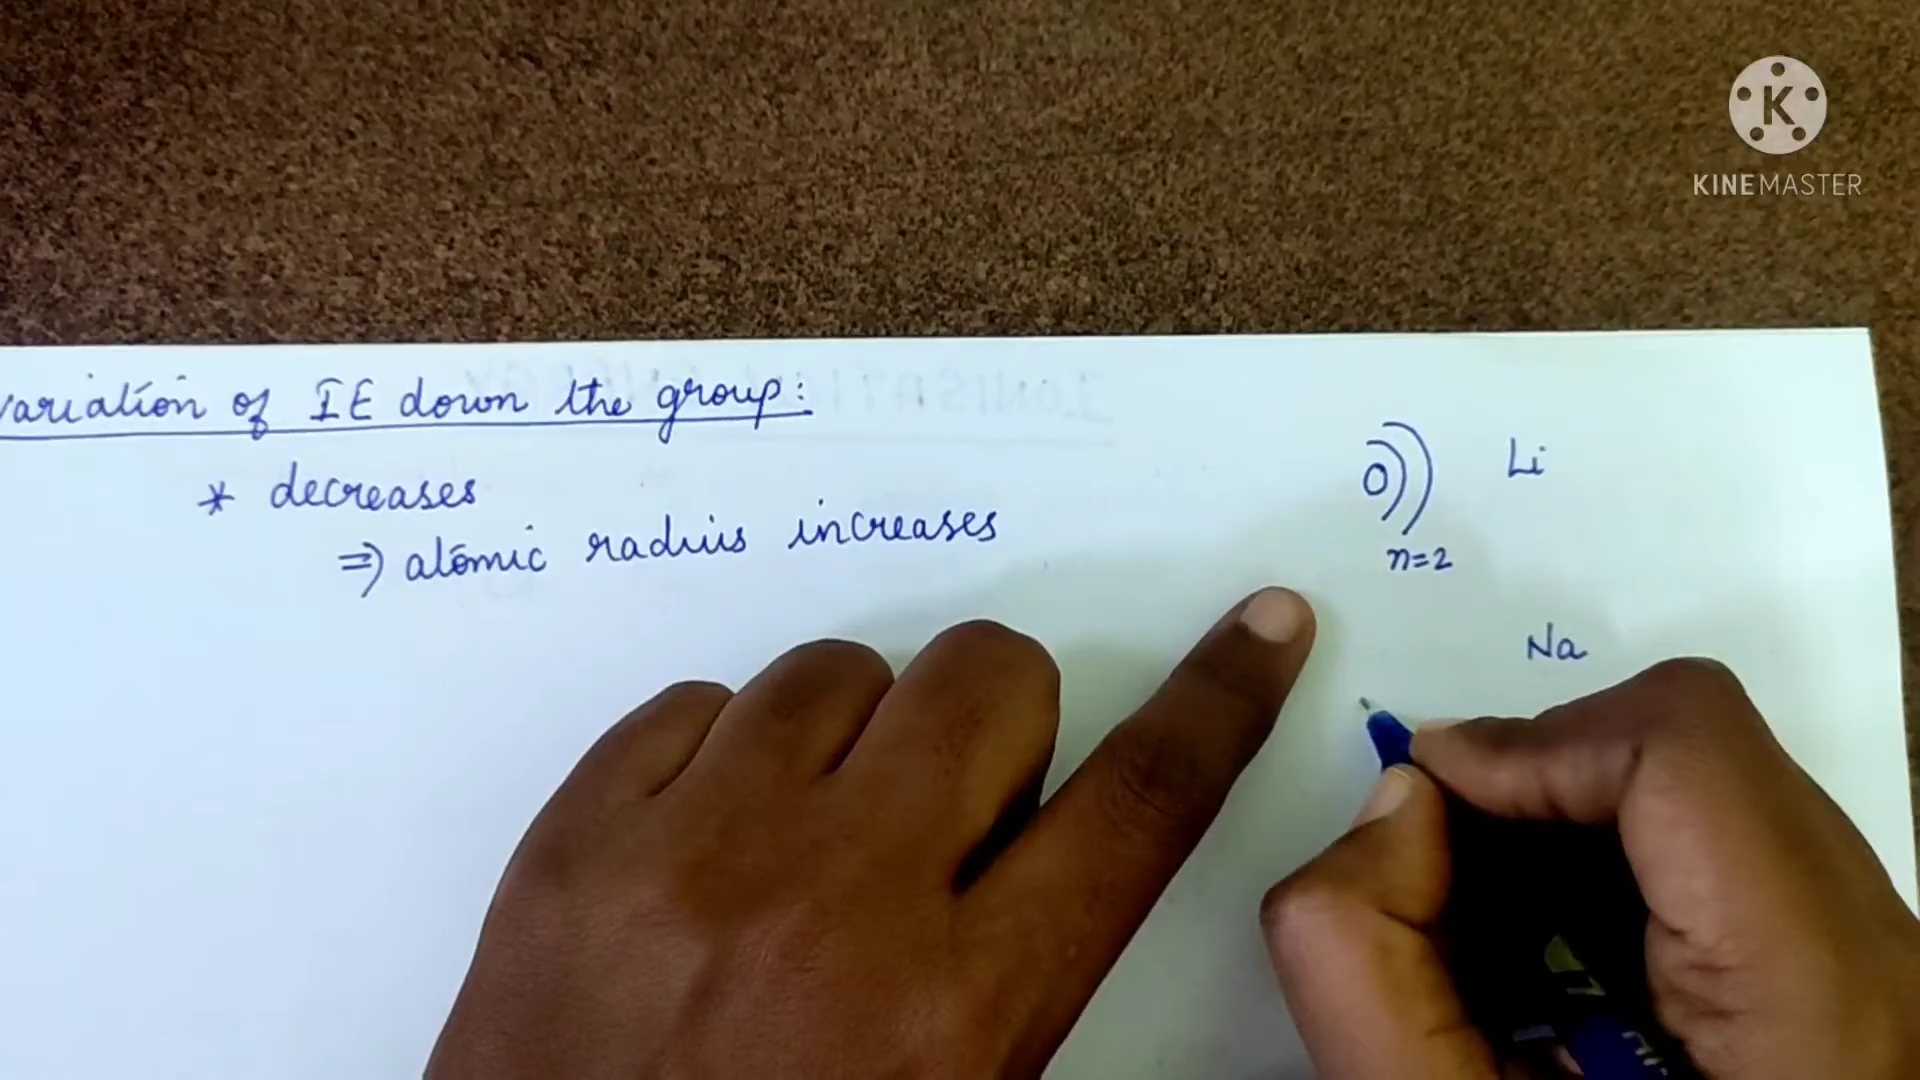 K
KINEMASTER
Variation of IE down the group:
* decreases
⇒ atomic radius increases
Li
n=2
Na